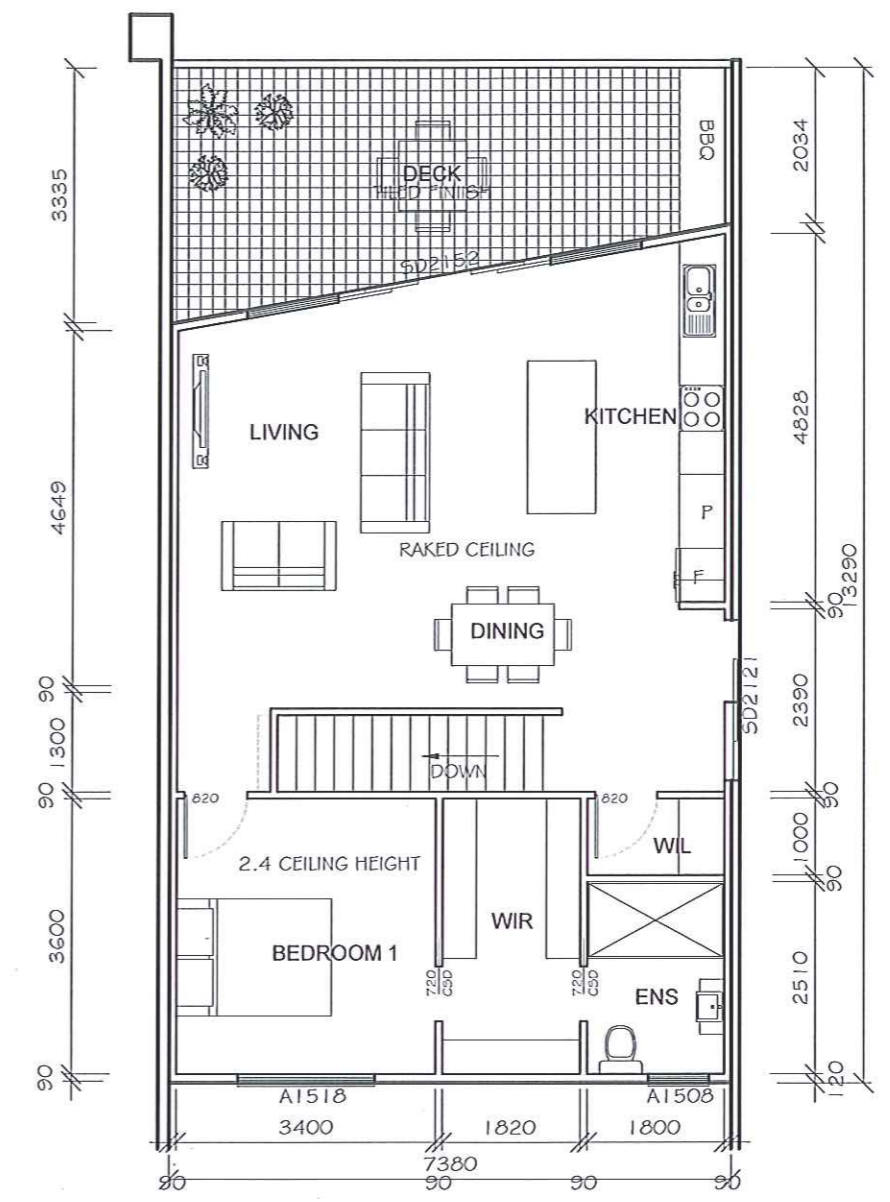 BBQ
DECK
TILED FINISH
SD2152
LIVING
KITCHEN
P
RAKED CEILING
F
DINING
SD2121
DOWN
820
820
WIL
2.4 CEILING HEIGHT
WIR
BEDROOM 1
720
CSD
720
CSD
ENS
A1518
A1508
3335
4649
90
1300
90
3600
90
2034
4828
90
13290
2390
90
1000
90
2510
120
3400
1820
1800
7380
90
90
90
90